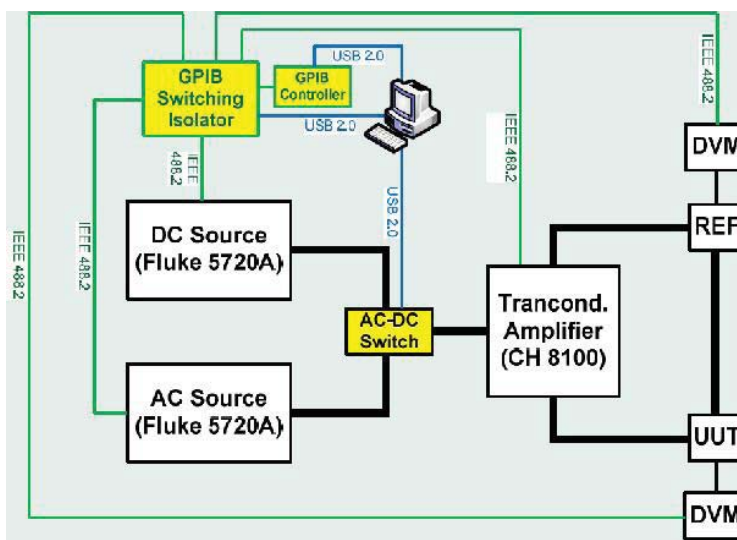 USB 2.0
GPIB
Switching
Isolator
GPIB
Controller
USB 2.0
IEEE 488.2
DVM
IEEE
488.2
IEEE 488.2
USB 2.0
REF
IEEE 488.2
IEEE 488.2
DC Source
(Fluke 5720A)
Trancond.
Amplifier
(CH 8100)
AC-DC
Switch
AC Source
(Fluke 5720A)
UUT
DVM